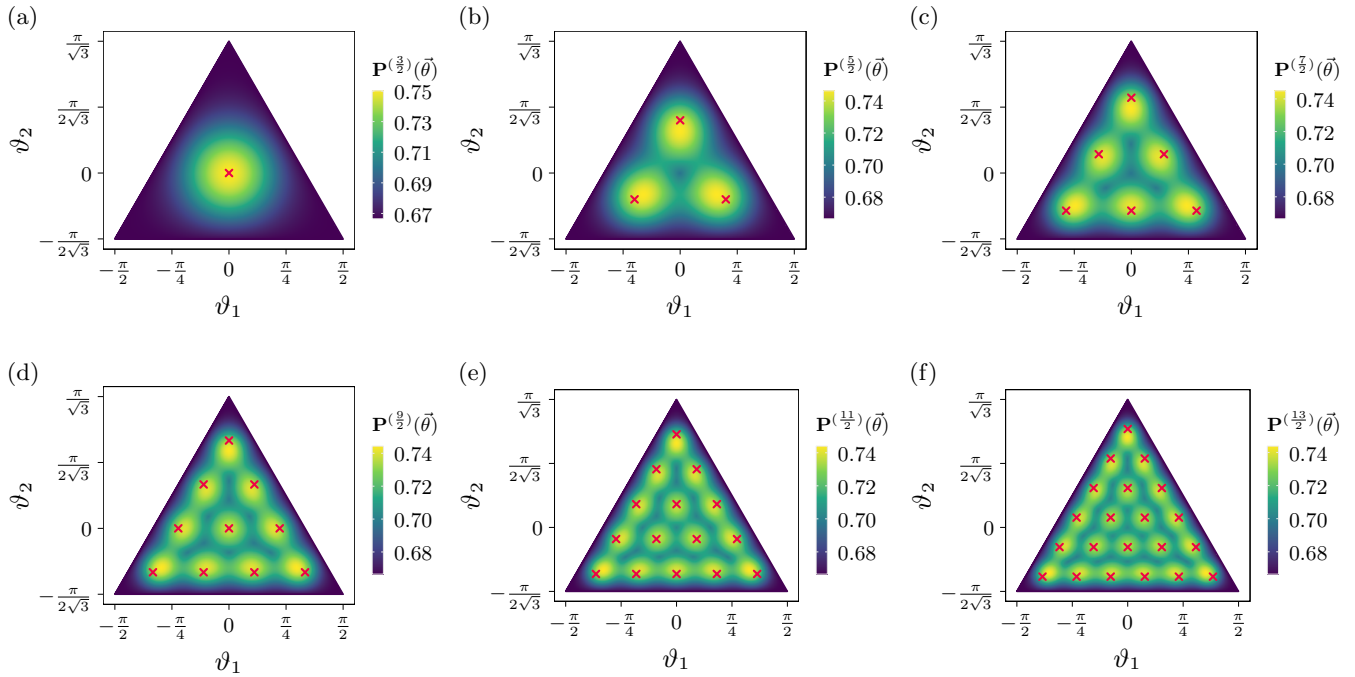 (a)
π/√3
π/2√3
0
−π/2√3
ϑ₂
−π/2 −π/4 0 π/4 π/2
ϑ₁
𝐏^(3/2)(θ⃗)
0.75
0.73
0.71
0.69
0.67
(b)
π/√3
π/2√3
0
−π/2√3
ϑ₂
−π/2 −π/4 0 π/4 π/2
ϑ₁
𝐏^(5/2)(θ⃗)
0.74
0.72
0.70
0.68
(c)
π/√3
π/2√3
0
−π/2√3
ϑ₂
−π/2 −π/4 0 π/4 π/2
ϑ₁
𝐏^(7/2)(θ⃗)
0.74
0.72
0.70
0.68
(d)
π/√3
π/2√3
0
−π/2√3
ϑ₂
−π/2 −π/4 0 π/4 π/2
ϑ₁
𝐏^(9/2)(θ⃗)
0.74
0.72
0.70
0.68
(e)
π/√3
π/2√3
0
−π/2√3
ϑ₂
−π/2 −π/4 0 π/4 π/2
ϑ₁
𝐏^(11/2)(θ⃗)
0.74
0.72
0.70
0.68
(f)
π/√3
π/2√3
0
−π/2√3
ϑ₂
−π/2 −π/4 0 π/4 π/2
ϑ₁
𝐏^(13/2)(θ⃗)
0.74
0.72
0.70
0.68